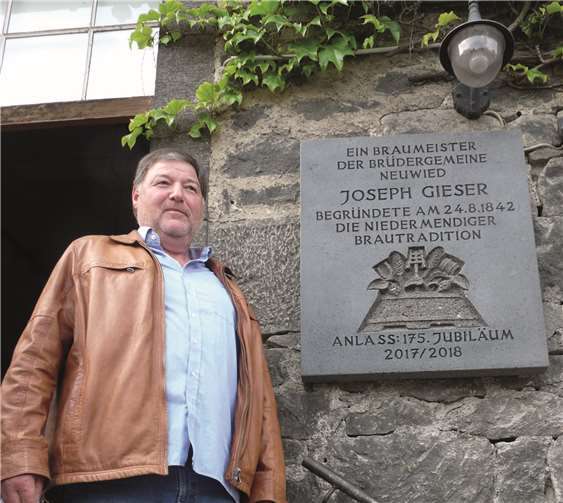 EIN BRAUMEISTER
DER BRÜDERGEMEINE
NEUWIED
JOSEPH GIESER
BEGRÜNDETE AM 24.8.1842
DIE NIEDERMENDIGER
BRAUTRADITION
ANLASS: 175. JUBILÄUM
2017/2018